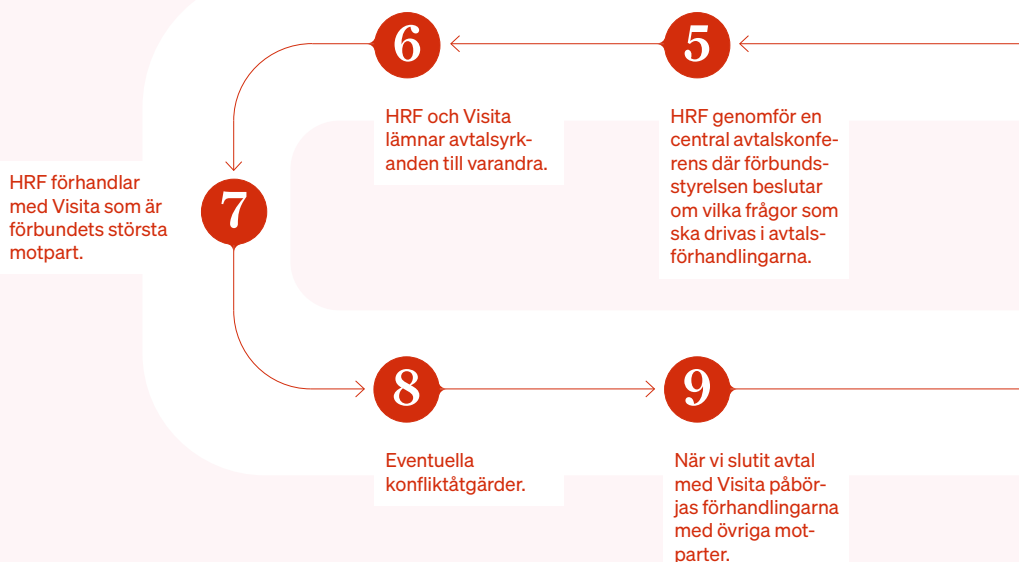 6
5
HRF och Visita
lämnar avtalsyrk-
anden till varandra.
HRF genomför en
central avtalskonfe-
rens där förbunds-
styrelsen beslutar
om vilka frågor som
ska drivas i avtals-
förhandlingarna.
HRF förhandlar
med Visita som är
förbundets största
motpart.
7
8
9
Eventuella
konfliktåtgärder.
När vi slutit avtal
med Visita påbör-
jas förhandlingarna
med övriga mot-
parter.